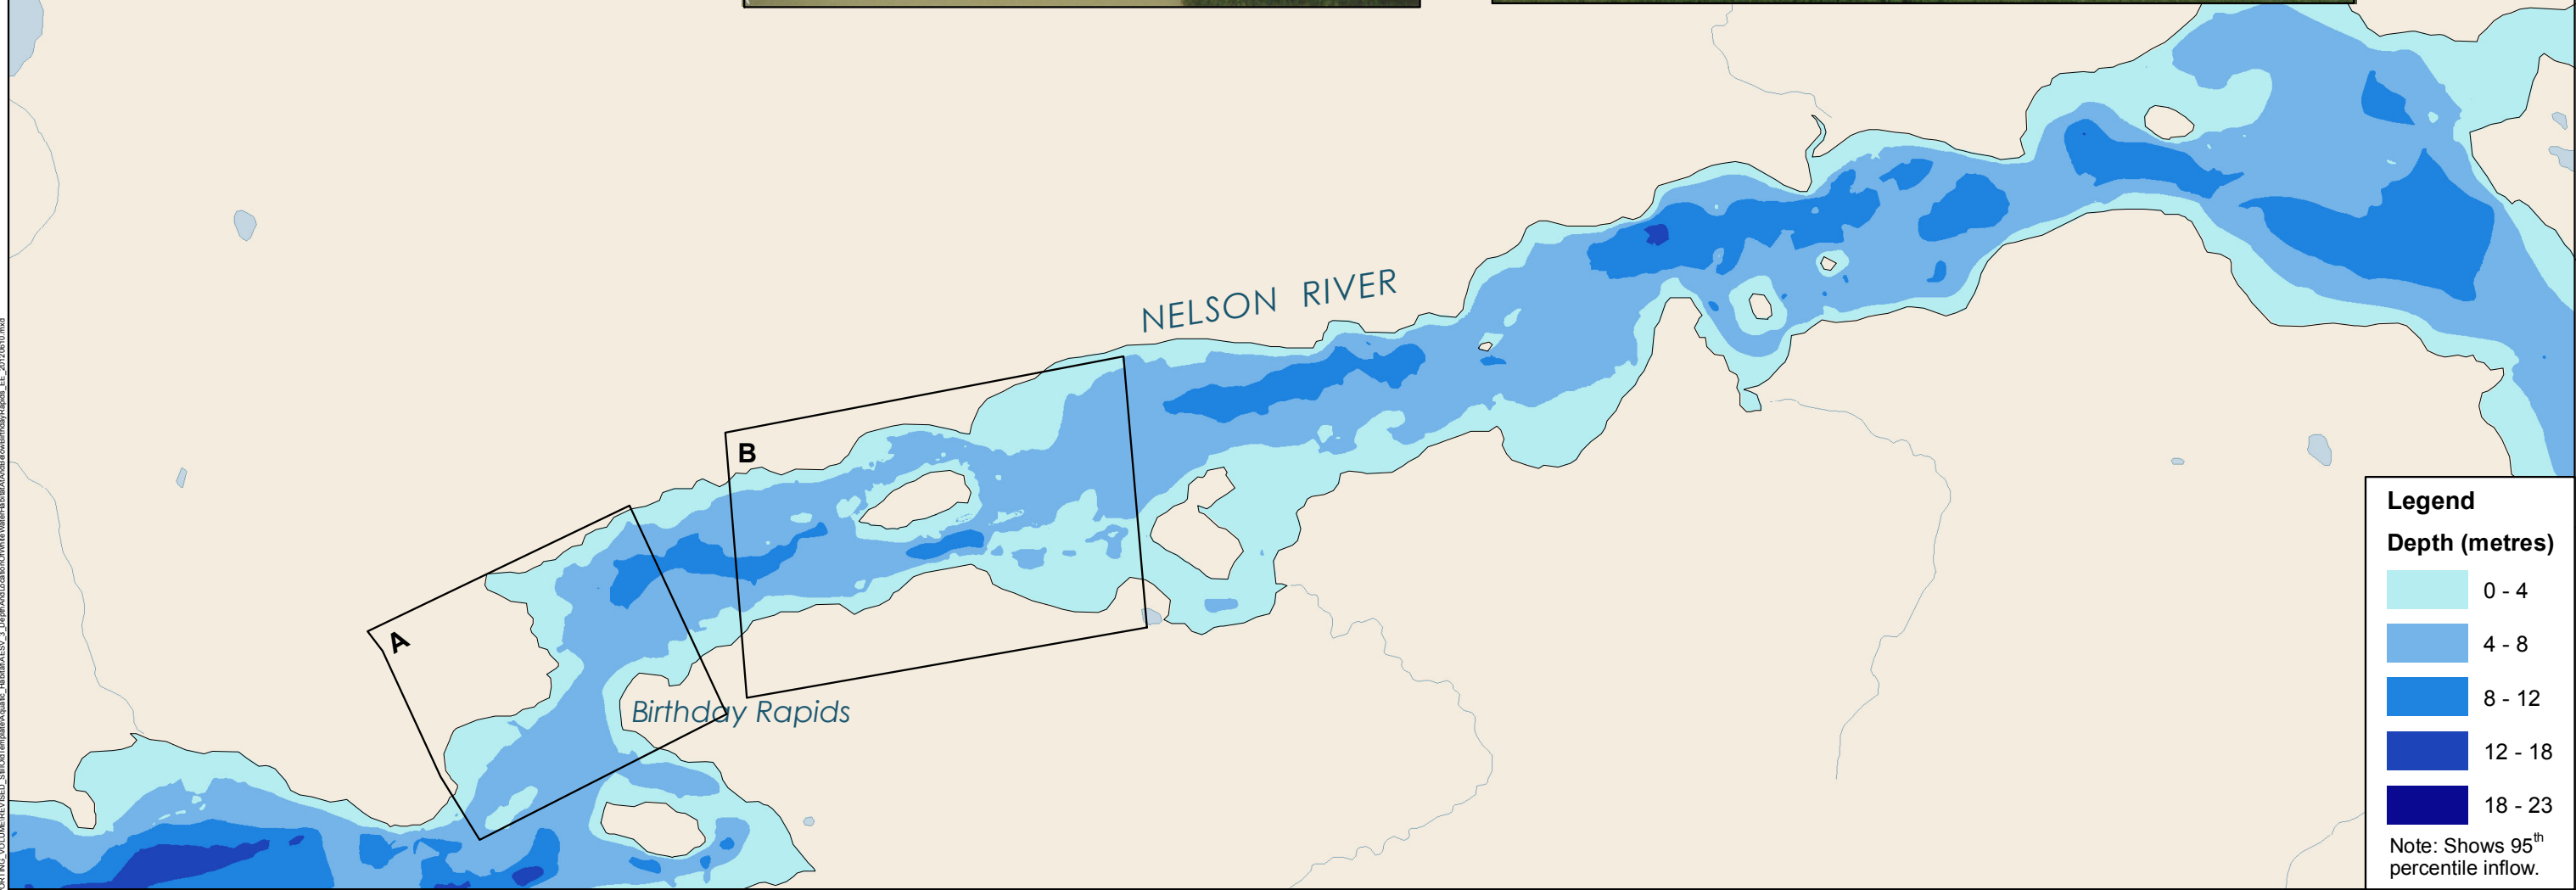 NELSON RIVER
B
A
Birthday Rapids
Legend
Depth (metres)
0 - 4
4 - 8
8 - 12
12 - 18
18 - 23
Note: Shows 95th
percentile inflow.